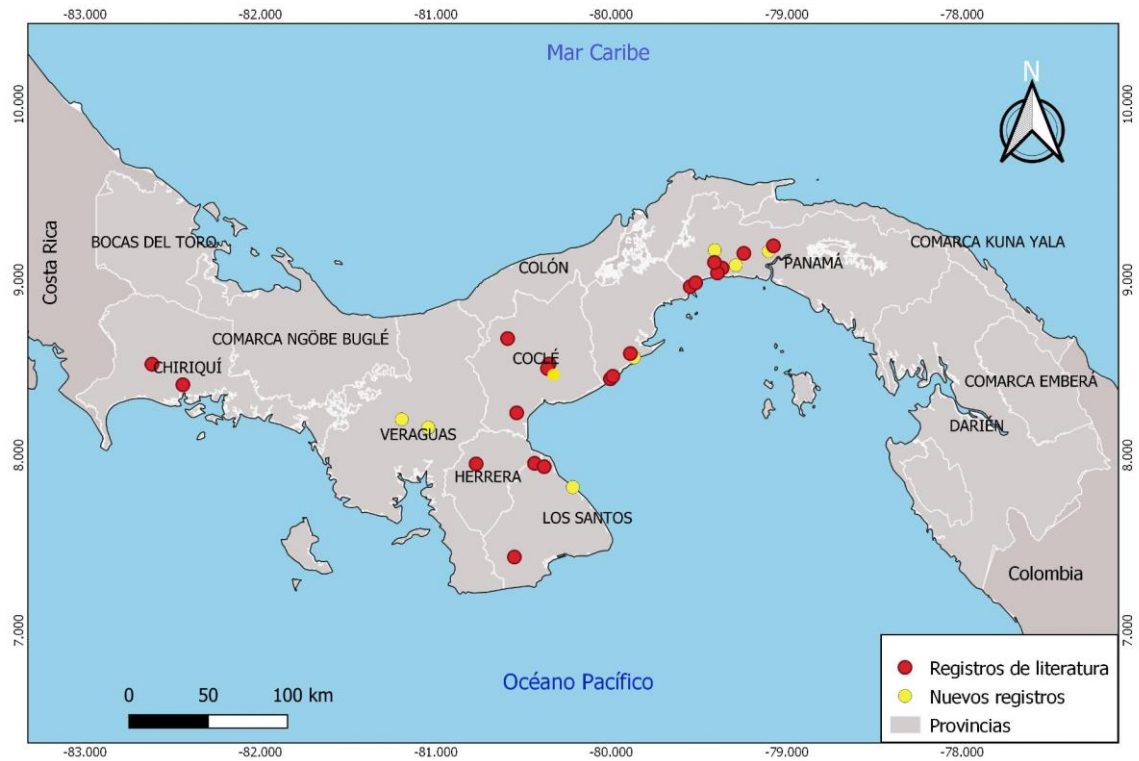 -83.000 -82.000 -81.000 -80.000 -79.000 -78.000
Mar Caribe
N
10.000 10.000
Costa Rica
BOCAS DEL TORO
COMARCA KUNA YALA
COLÓN
PANAMÁ
9.000 9.000
COMARCA NGÖBE BUGLÉ
COCLÉ
CHIRIQUÍ
COMARCA EMBERÁ
DARIÉN
VERAGUAS
8.000 8.000
HERRERA
LOS SANTOS
Colombia
7.000 7.000
Océano Pacífico
0 50 100 km
Registros de literatura
Nuevos registros
Provincias
-83.000 -82.000 -81.000 -80.000 -79.000 -78.000